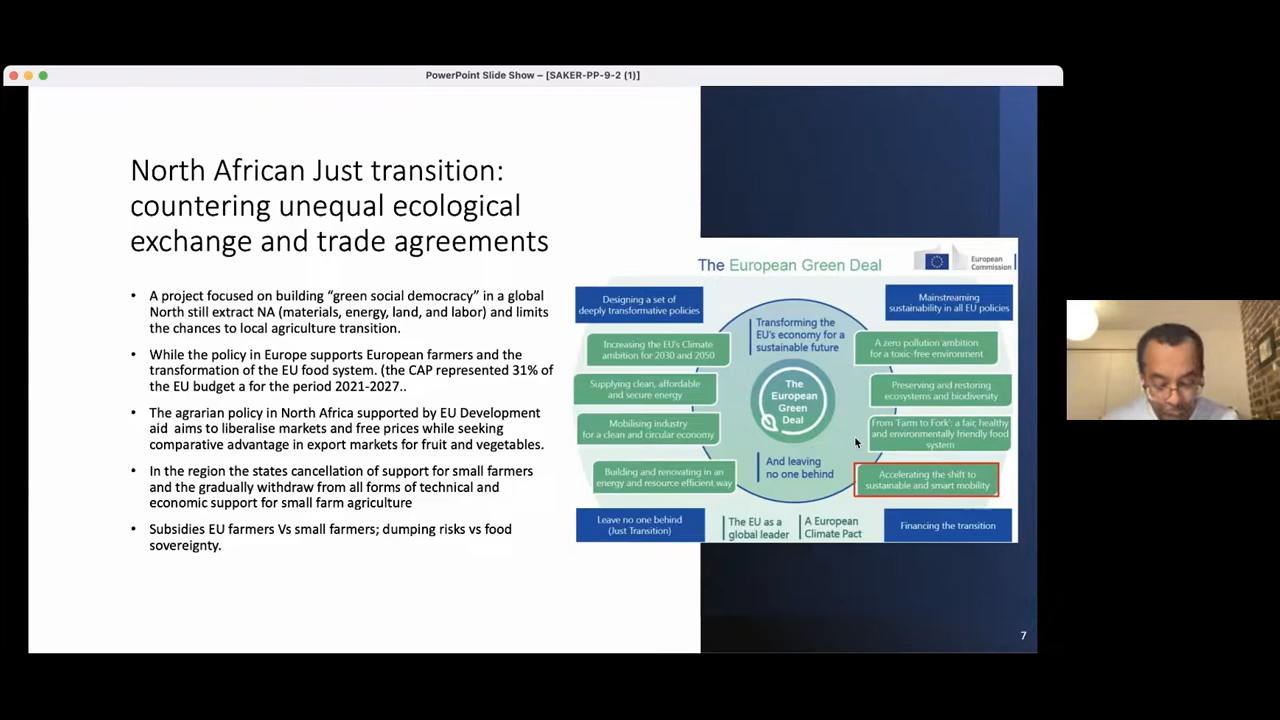 PowerPoint Slide Show – [SAKER-PP-9-2 (1)]
North African Just transition:
countering unequal ecological
exchange and trade agreements
• A project focused on building “green social democracy” in a global
North still extract NA (materials, energy, land, and labor) and limits
the chances to local agriculture transition.
• While the policy in Europe supports European farmers and the
transformation of the EU food system. (the CAP represented 31% of
the EU budget a for the period 2021-2027..
• The agrarian policy in North Africa supported by EU Development
aid aims to liberalise markets and free prices while seeking
comparative advantage in export markets for fruit and vegetables.
• In the region the states cancellation of support for small farmers
and the gradually withdraw from all forms of technical and
economic support for small farm agriculture
• Subsidies EU farmers Vs small farmers; dumping risks vs food
sovereignty.
The European Green Deal
European
Commission
Designing a set of
deeply transformative policies
Increasing the EU's Climate
ambition for 2030 and 2050
Supplying clean, affordable
and secure energy
Mobilising industry
for a clean and circular economy
Building and renovating in an
energy and resource efficient way
Leave no one behind
(Just Transition)
Transforming the
EU's economy for a
sustainable future
The
European
Green
Deal
And leaving
no one behind
The EU as a
global leader
A European
Climate Pact
Mainstreaming
sustainability in all EU policies
A zero pollution ambition
for a toxic-free environment
Preserving and restoring
ecosystems and biodiversity
From 'Farm to Fork': a fair, healthy
and environmentally friendly food
system
Accelerating the shift to
sustainable and smart mobility
Financing the transition
7